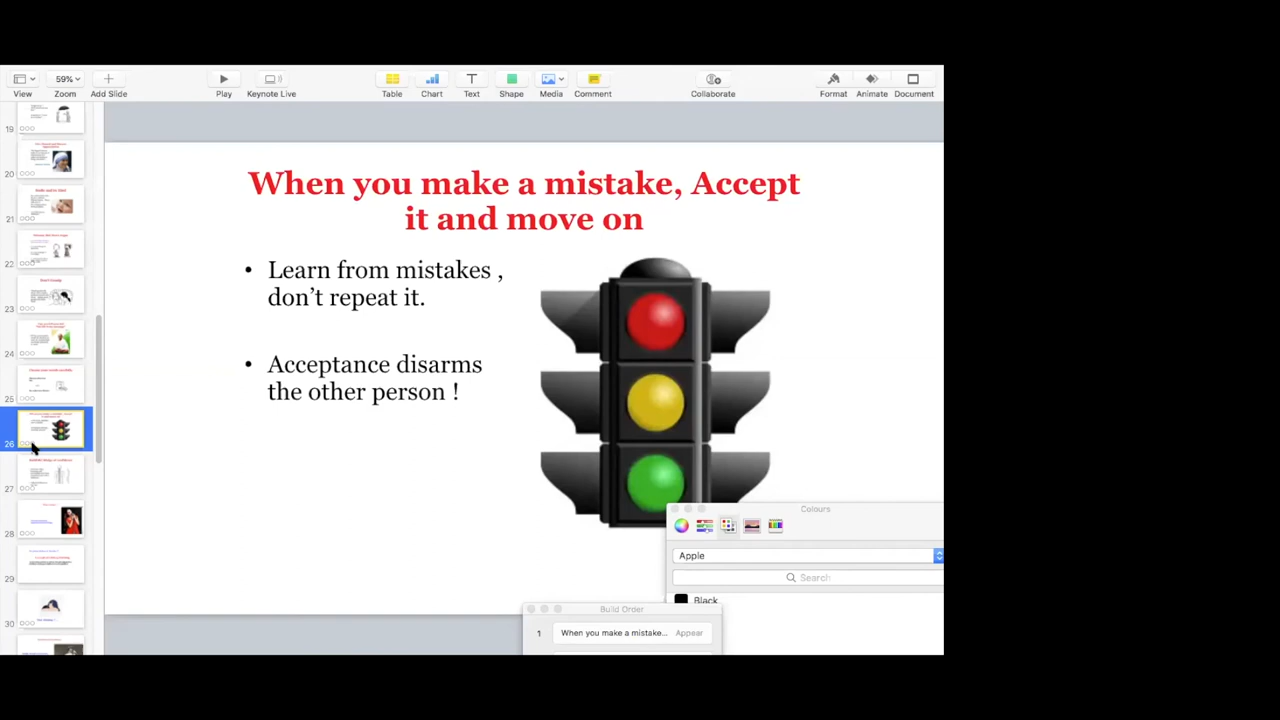 59%
View
Zoom
Add Slide
Play
Keynote Live
Table
Chart
Text
Shape
Media
Comment
Collaborate
Format
Animate
Document
19
20
21
22
23
24
25
26
27
28
29
30
When you make a mistake, Accept
it and move on
• Learn from mistakes ,
don’t repeat it.
• Acceptance disarms
the other person !
Colours
Apple
Search
Black
Build Order
1 When you make a mistake... Appear